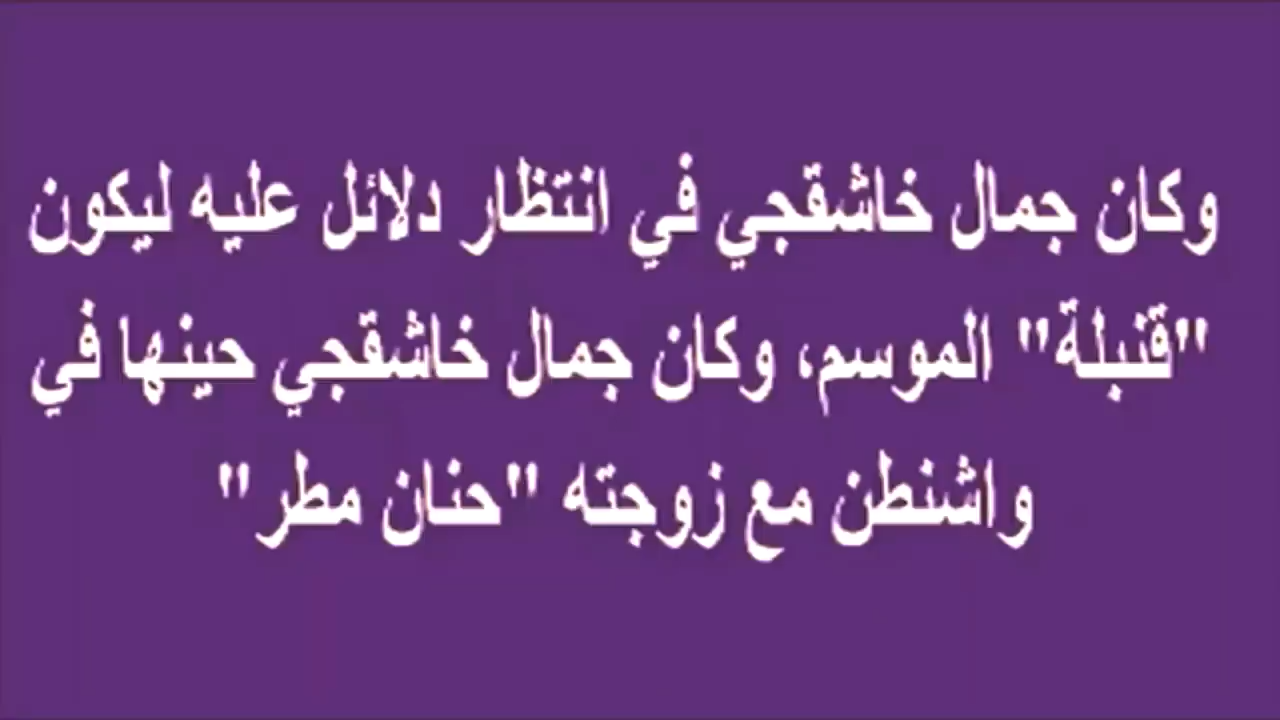 وكان جمال خاشقجي في انتظار دلائل عليه ليكون
"قنبلة" الموسم، وكان جمال خاشقجي حينها في
واشنطن مع زوجته "حنان مطر"